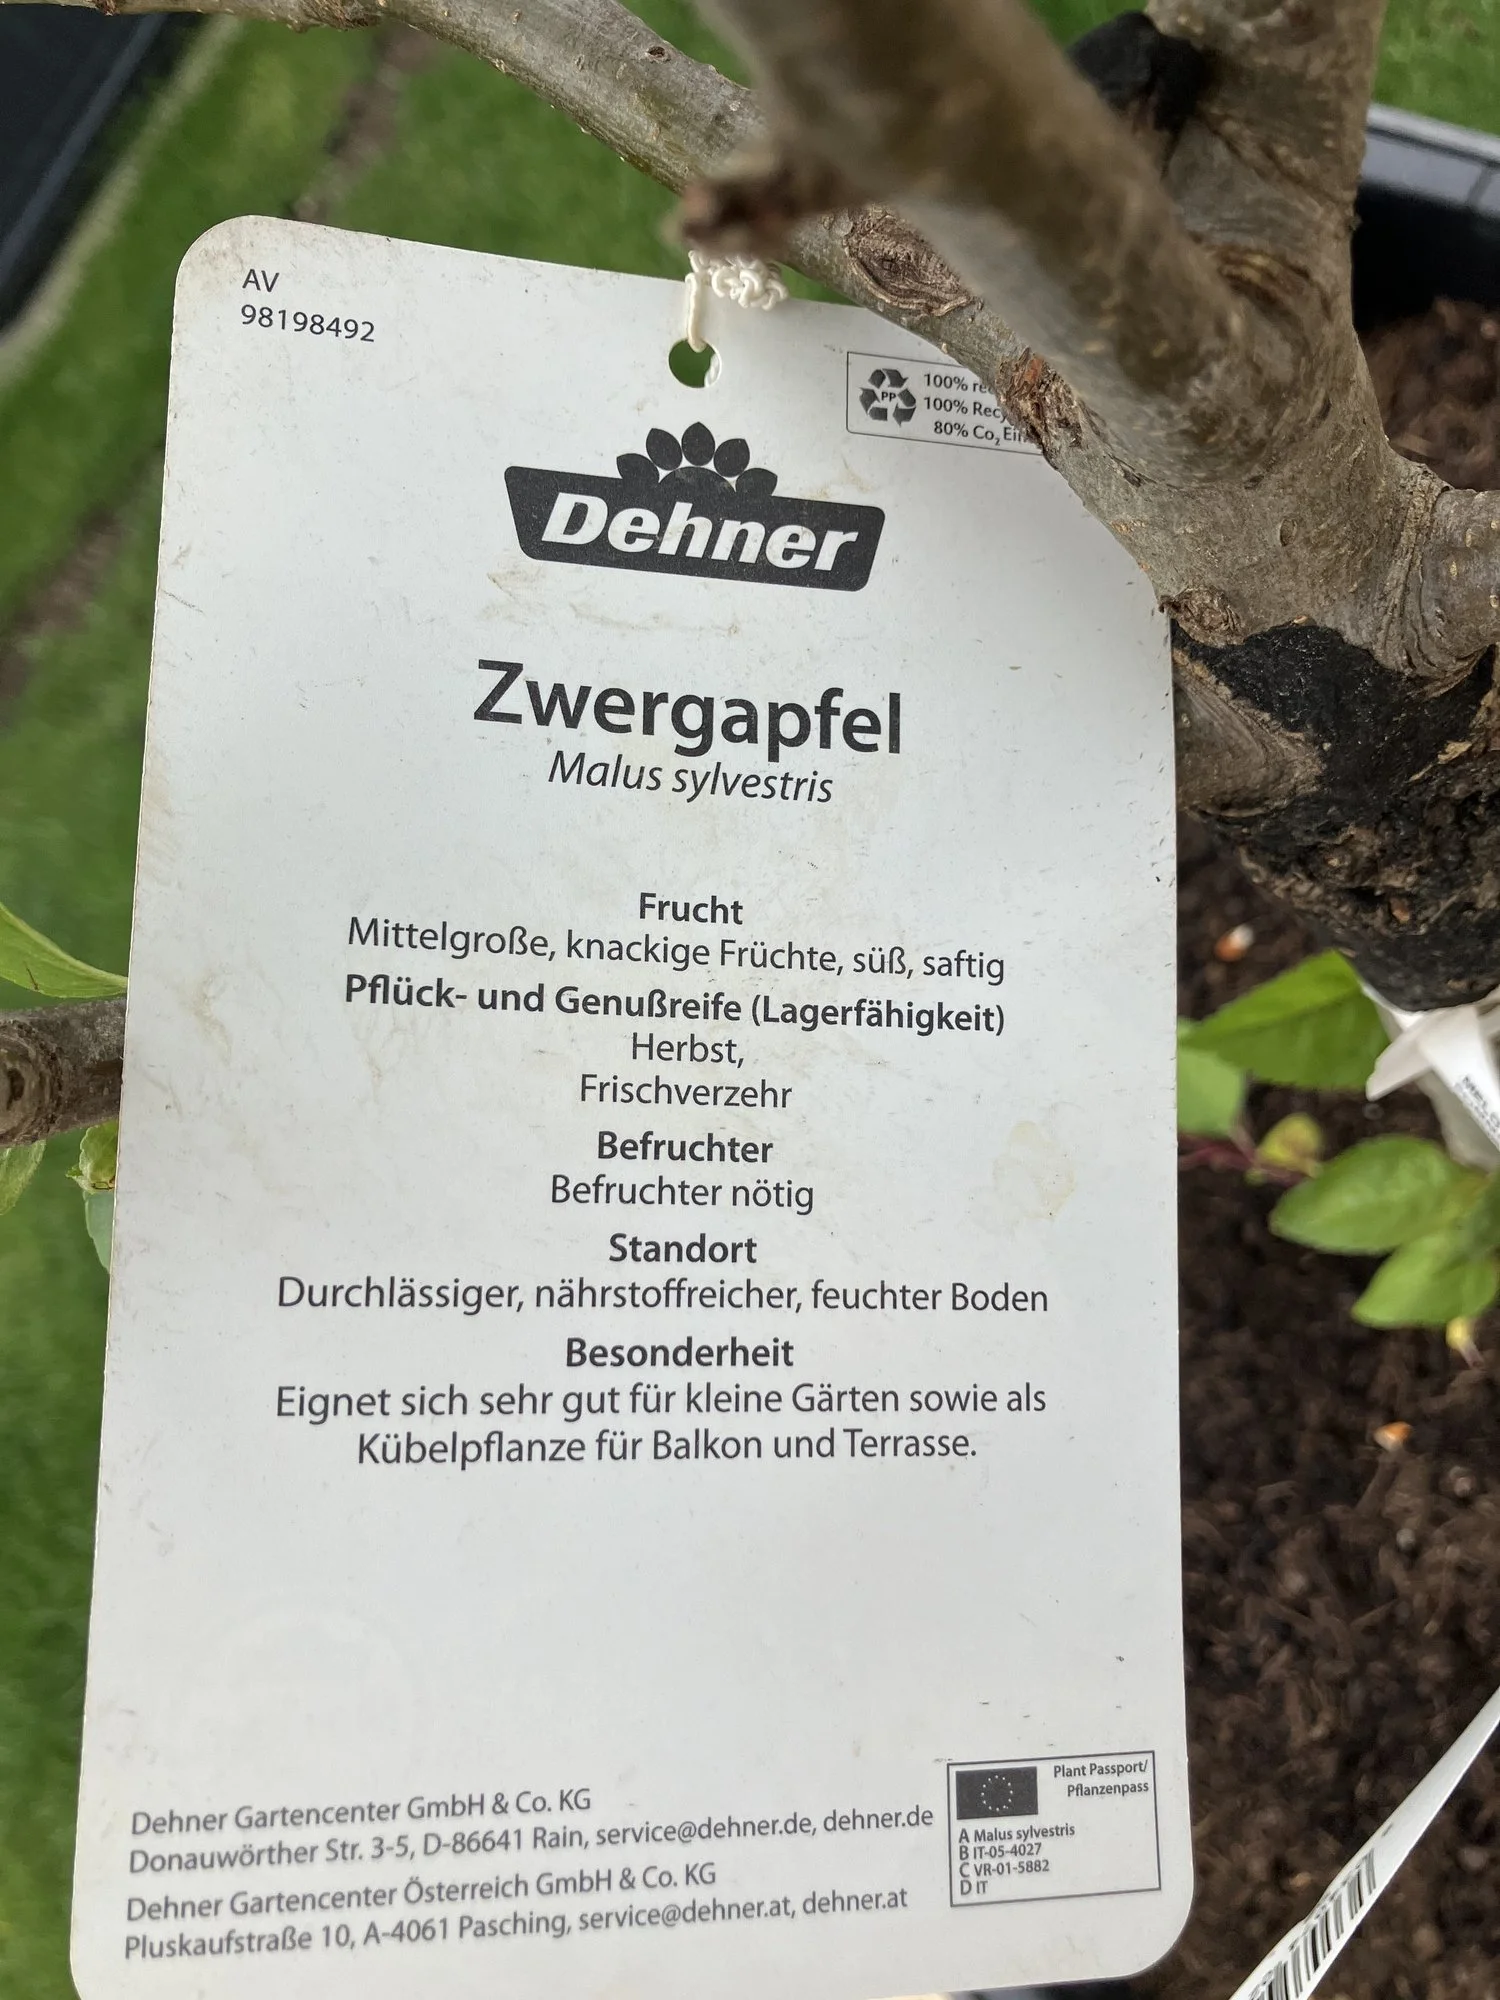 AV
98198492
PP
100%
100%
80% Co₂
Dehner
Zwergapfel
Malus sylvestris
Frucht
Mittelgroße, knackige Früchte, süß, saftig
Pflück- und Genußreife (Lagerfähigkeit)
Herbst,
Frischverzehr
Befruchter
Befruchter nötig
Standort
Durchlässiger, nährstoffreicher, feuchter Boden
Besonderheit
Eignet sich sehr gut für kleine Gärten sowie als
Kübelpflanze für Balkon und Terrasse.
Dehner Gartencenter GmbH & Co. KG
Donauwörther Str. 3-5, D-86641 Rain, service@dehner.de, dehner.de
Dehner Gartencenter Österreich GmbH & Co. KG
Pluskaufstraße 10, A-4061 Pasching, service@dehner.at, dehner.at
Plant Passport/
Pflanzenpass
A Malus sylvestris
B IT-05-4027
C VR-01-5882
D IT